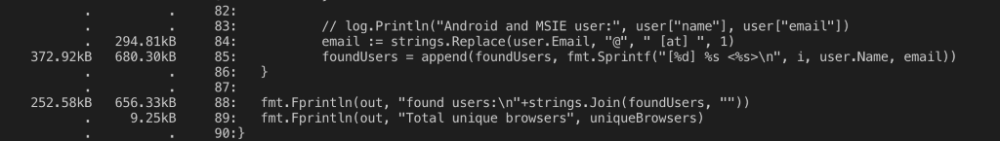 . . 82:
. . 83: // log.Println("Android and MSIE user:", user["name"], user["email"])
. 294.81kB 84: email := strings.Replace(user.Email, "@", " [at] ", 1)
372.92kB 680.30kB 85: foundUsers = append(foundUsers, fmt.Sprintf("[%d] %s <%s>\n", i, user.Name, email))
. . 86: }
. . 87:
252.58kB 656.33kB 88: fmt.Fprintln(out, "found users:\n"+strings.Join(foundUsers, ""))
. 9.25kB 89: fmt.Fprintln(out, "Total unique browsers", uniqueBrowsers)
. . 90:}